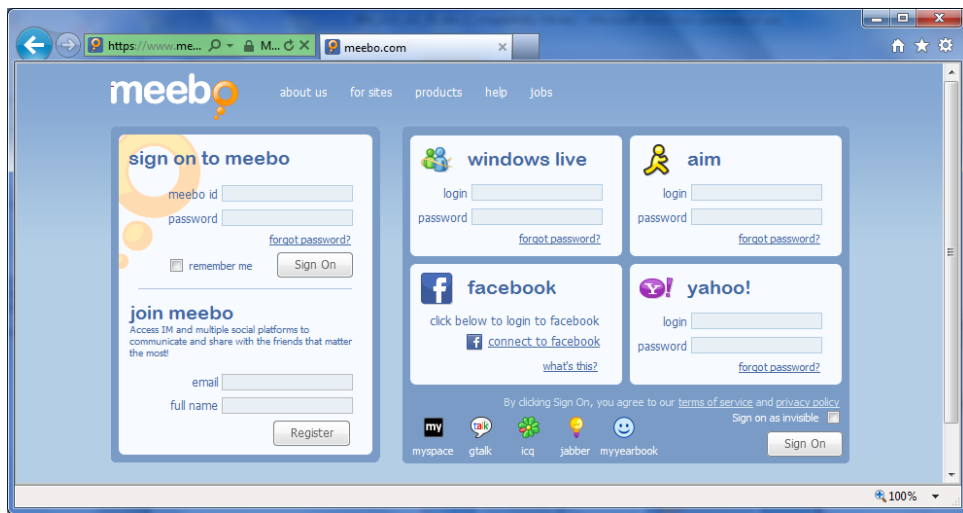 https://www.me... M...
meebo.com
meebo
about us for sites products help jobs
sign on to meebo
meebo id
password
forgot password?
remember me
Sign On
join meebo
Access IM and multiple social platforms to
communicate and share with the friends that matter
the most!
email
full name
Register
windows live
login
password
forgot password?
aim
login
password
forgot password?
facebook
click below to login to facebook
connect to facebook
what's this?
yahoo!
login
password
forgot password?
By clicking Sign On, you agree to our terms of service and privacy policy
Sign on as invisible
my
talk
myspace gtalk icq jabber myyearbook
Sign On
100%